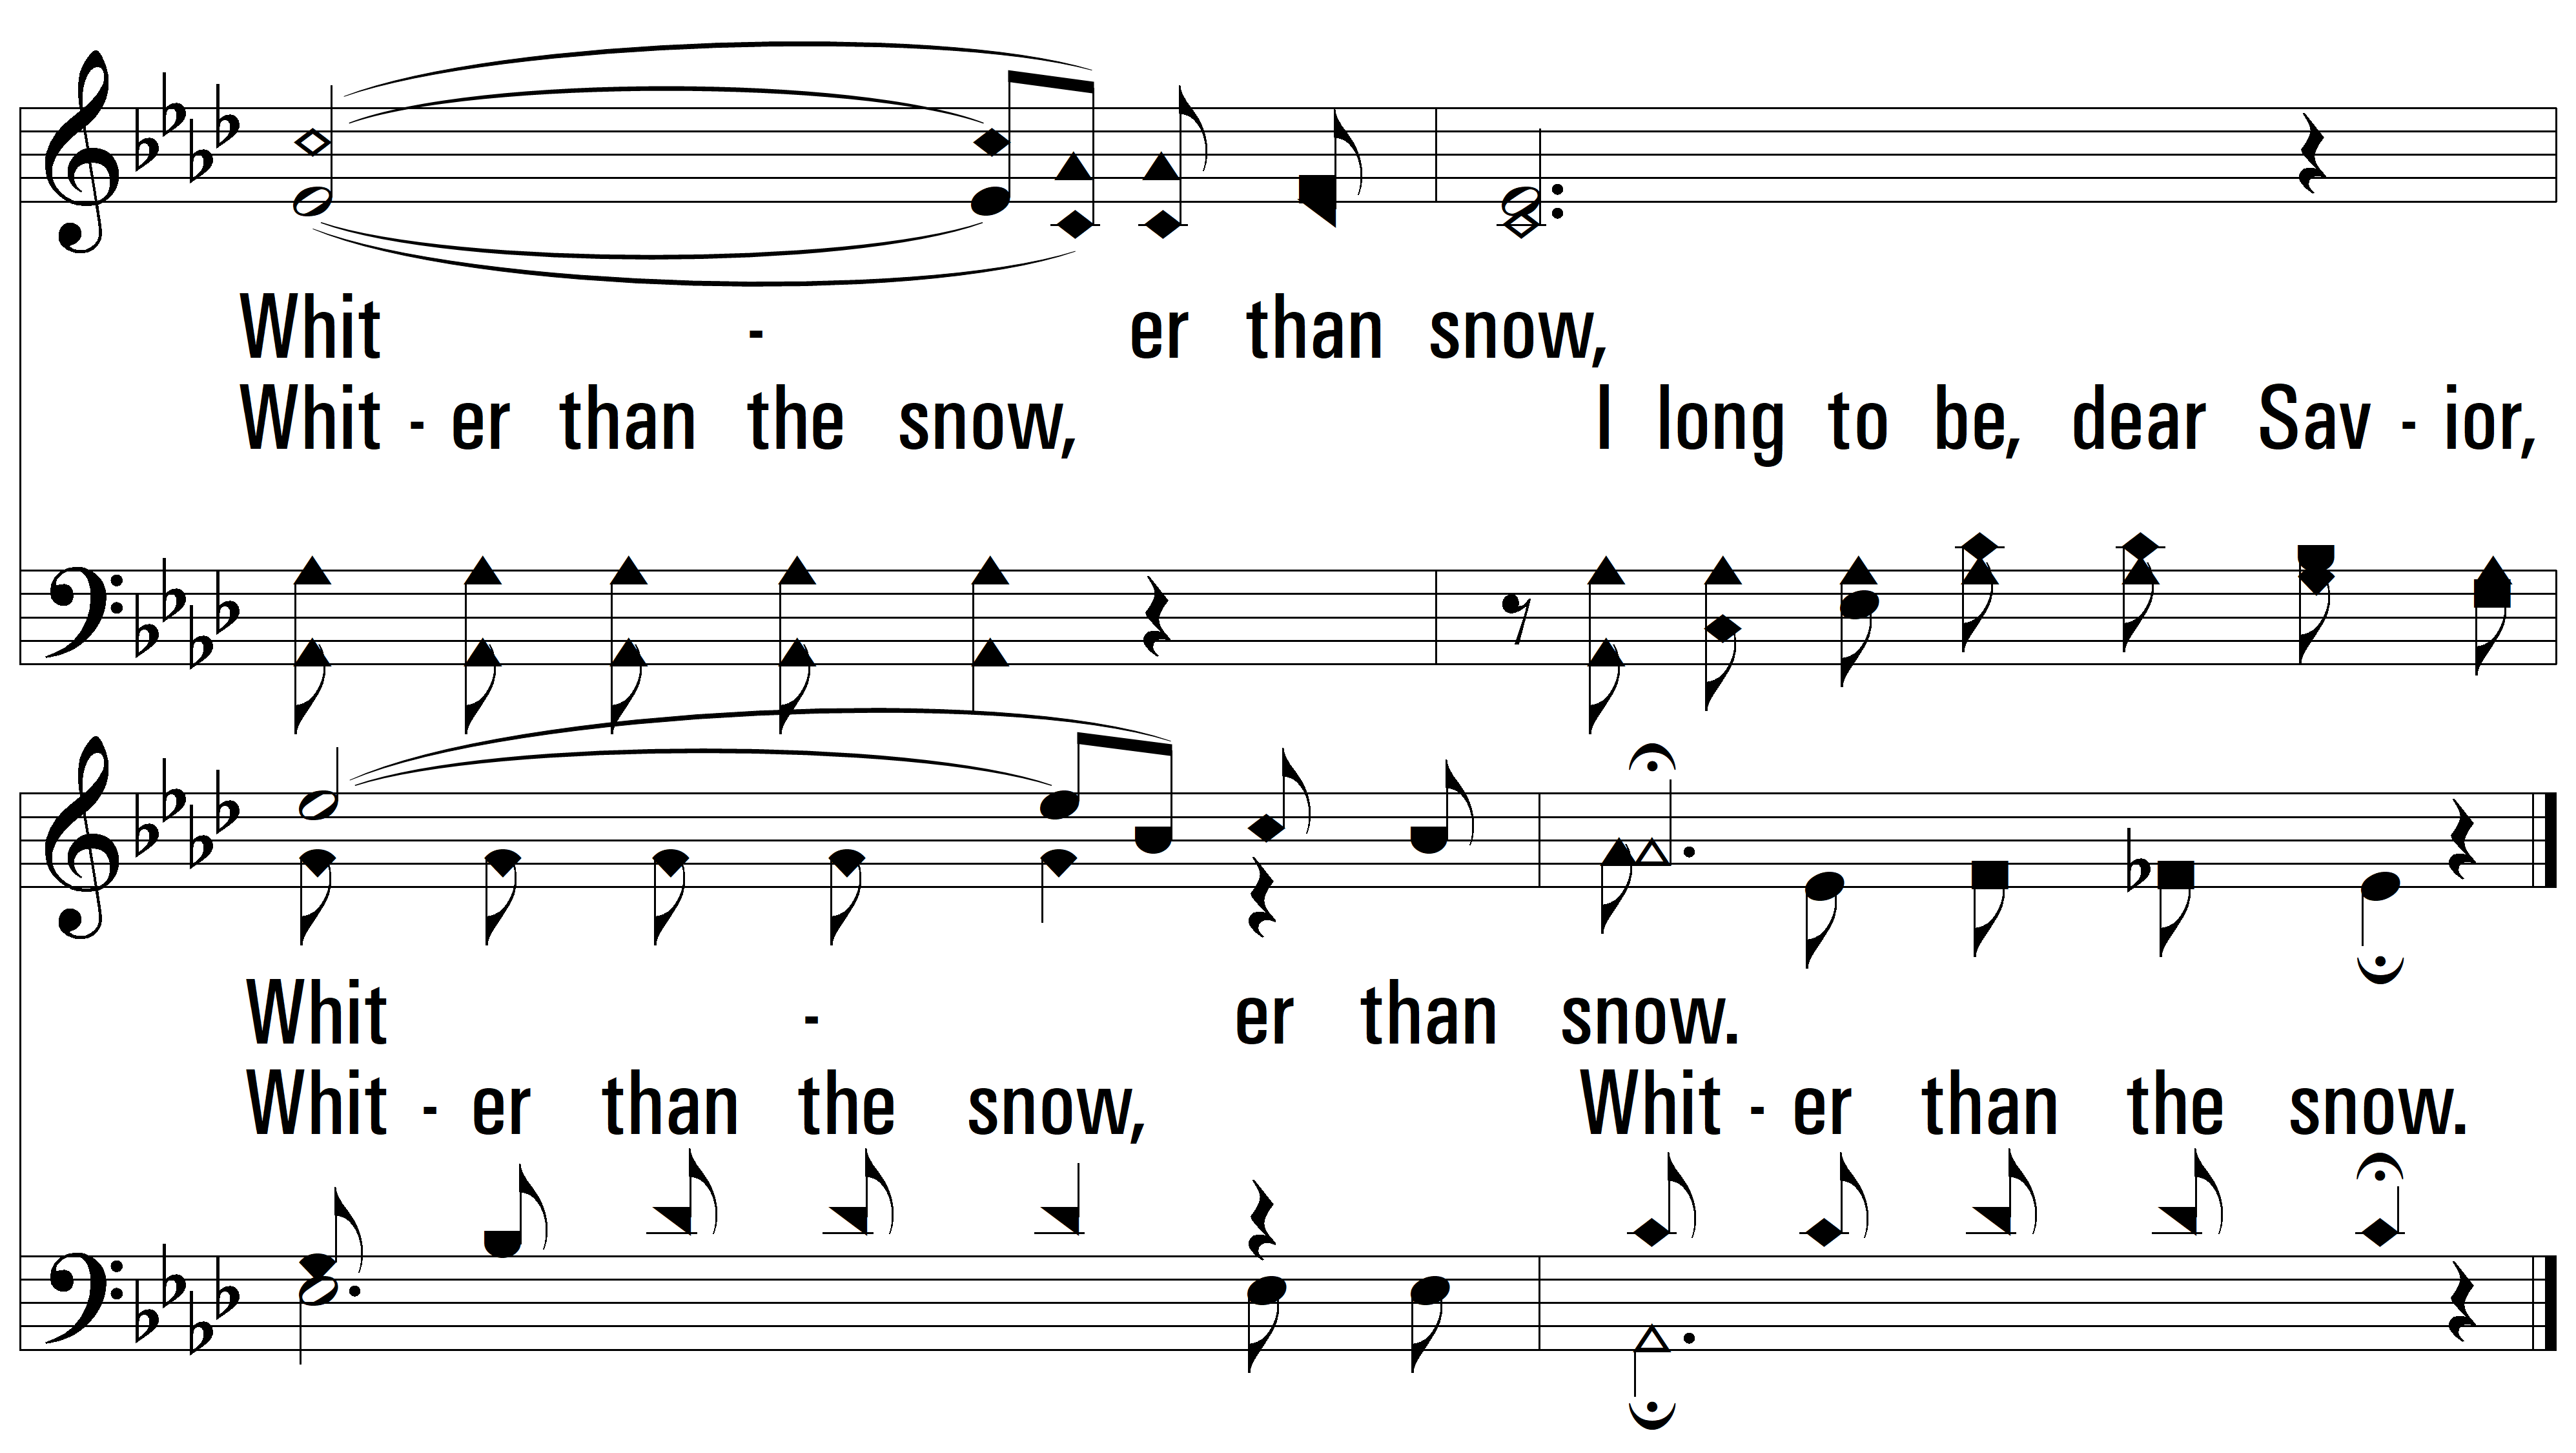 Whit - er than snow,
Whit - er than the snow, I long to be, dear Sav - ior,
Whit - er than snow.
Whit - er than the snow, Whit - er than the snow.